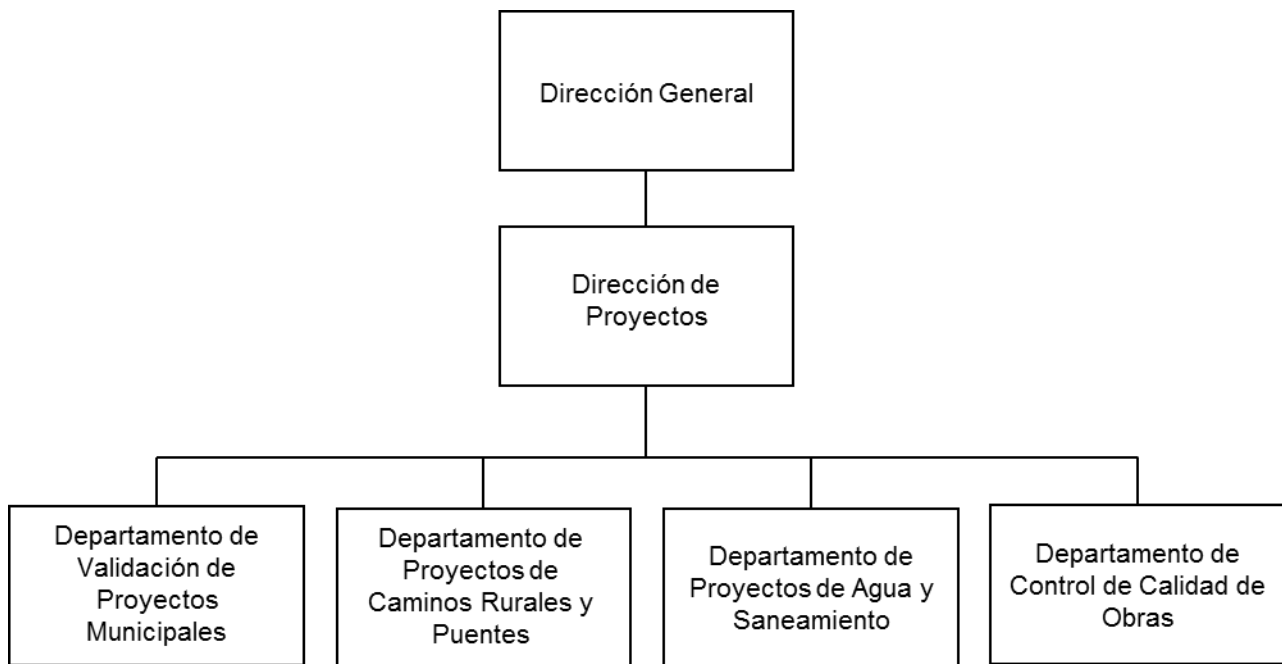 Dirección General
Dirección de
Proyectos
Departamento de
Validación de
Proyectos
Municipales
Departamento de
Proyectos de
Caminos Rurales y
Puentes
Departamento de
Proyectos de Agua y
Saneamiento
Departamento de
Control de Calidad de
Obras